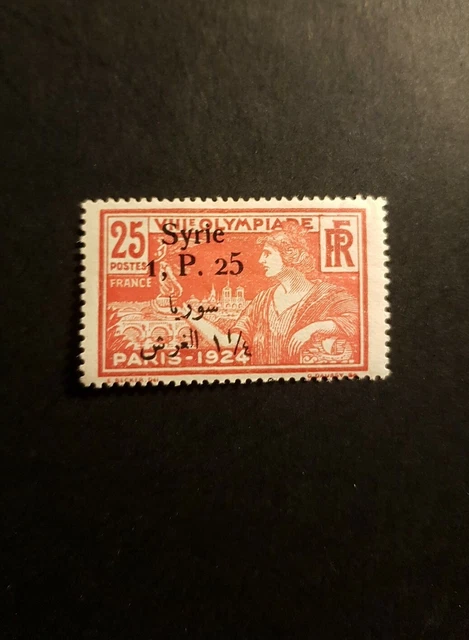 VIIIE OLYMPIADE
25
RF
Syrie
POSTES
1, P. 25
FRANCE
سوريا
الغرش ١ ١/٤
PARIS-1924